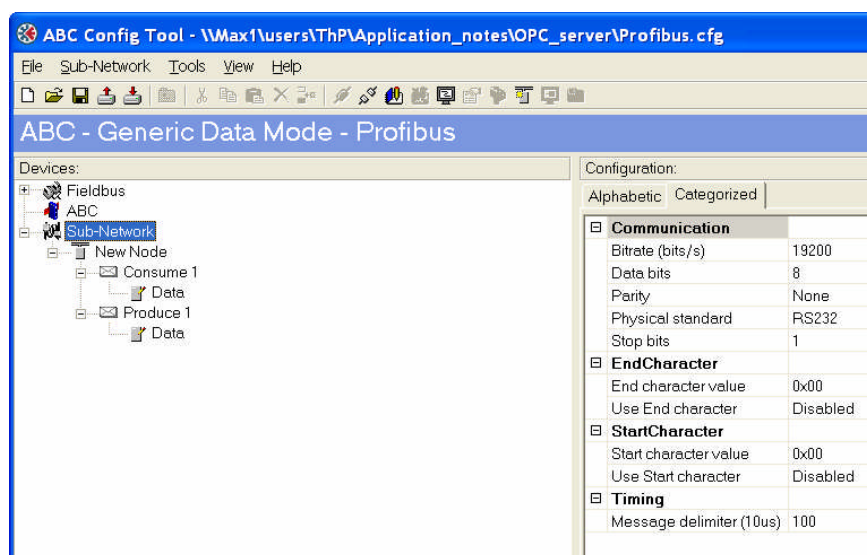 ABC Config Tool - \\Max1\users\ThP\Application_notes\OPC_server\Profibus.cfg
File Sub-Network Tools View Help
ABC - Generic Data Mode - Profibus
Devices:
Fieldbus
ABC
Sub-Network
New Node
Consume 1
Data
Produce 1
Data
Configuration:
Alphabetic Categorized
Communication
Bitrate (bits/s) 19200
Data bits 8
Parity None
Physical standard RS232
Stop bits 1
EndCharacter
End character value 0x00
Use End character Disabled
StartCharacter
Start character value 0x00
Use Start character Disabled
Timing
Message delimiter (10us) 100